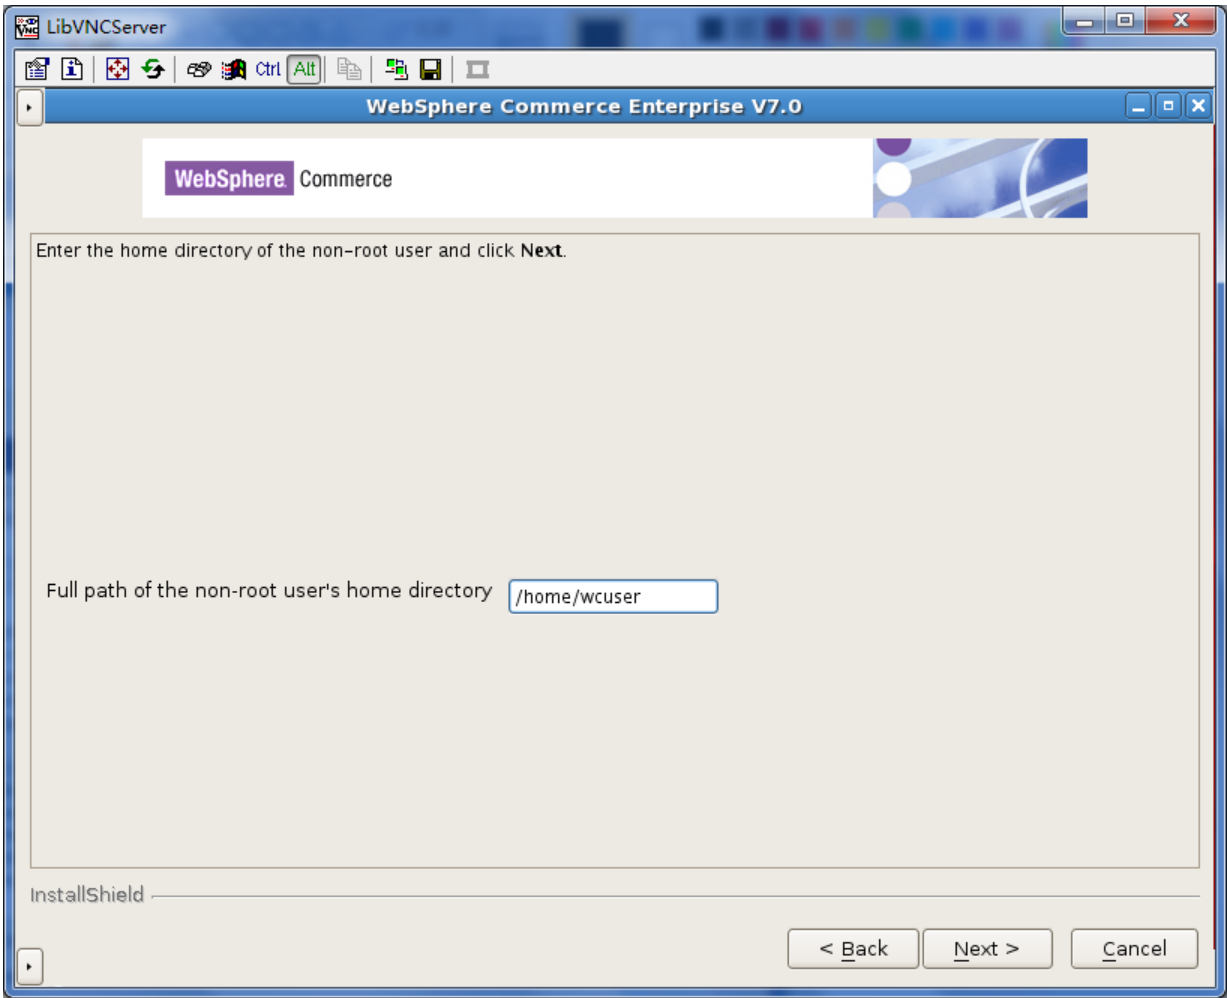 LibVNCServer
Ctrl Alt
WebSphere Commerce Enterprise V7.0
WebSphere. Commerce
Enter the home directory of the non-root user and click Next.
Full path of the non-root user's home directory /home/wcuser
InstallShield
< Back Next > Cancel